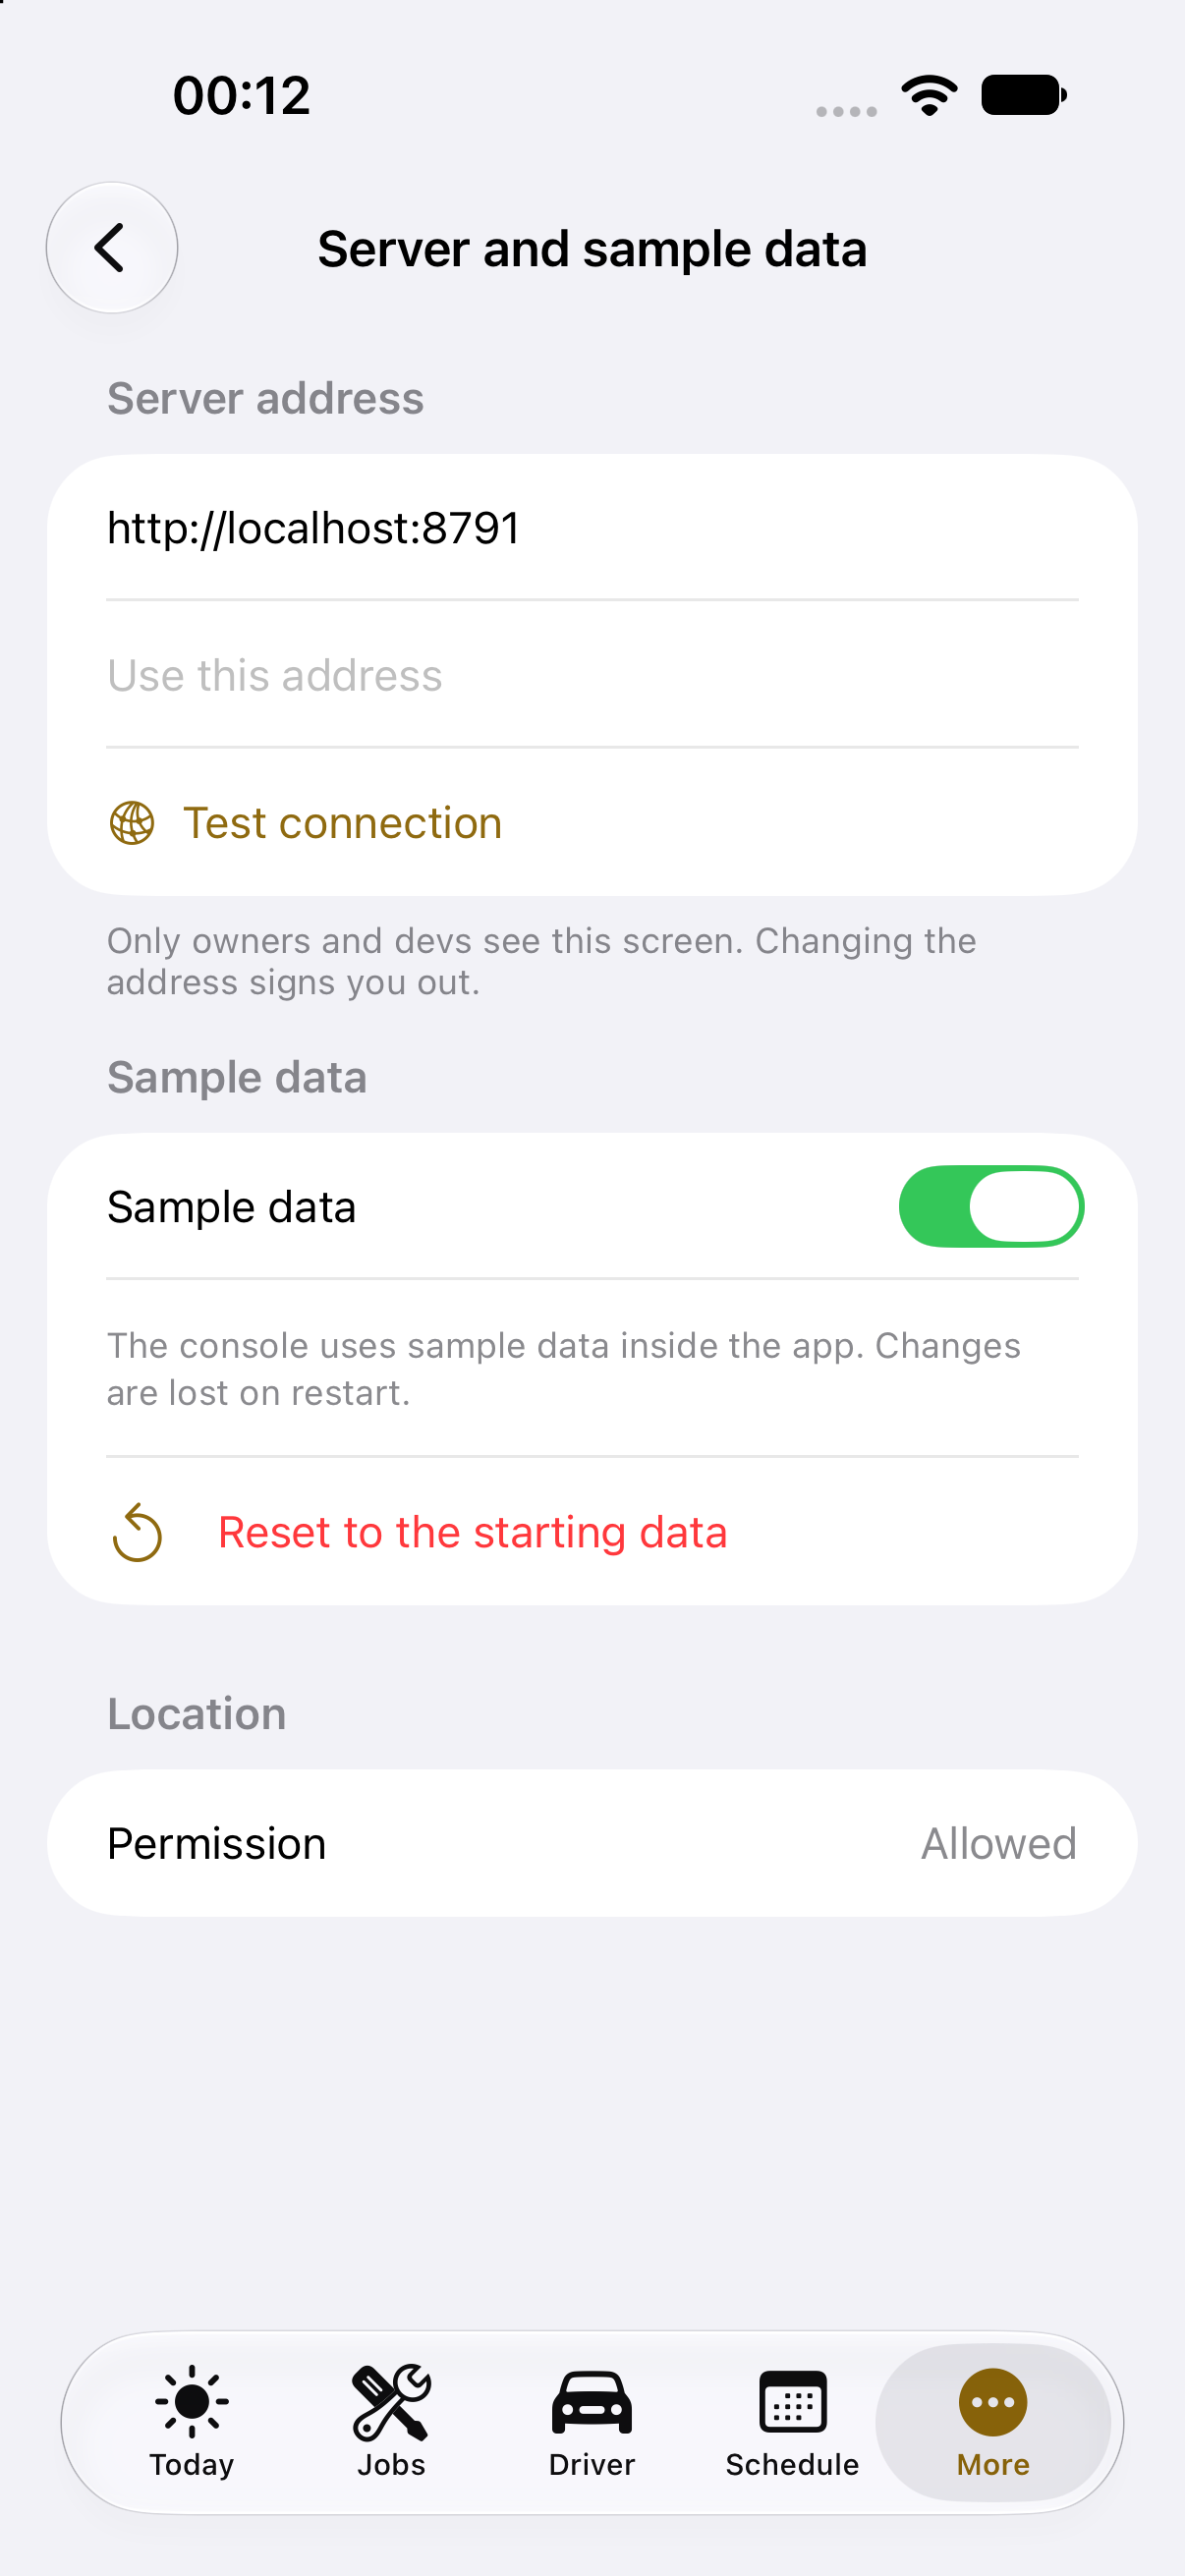 00:12
Server and sample data
Server address
http://localhost:8791
Use this address
Test connection
Only owners and devs see this screen. Changing the
address signs you out.
Sample data
Sample data
The console uses sample data inside the app. Changes
are lost on restart.
Reset to the starting data
Location
Permission Allowed
Today Jobs Driver Schedule More